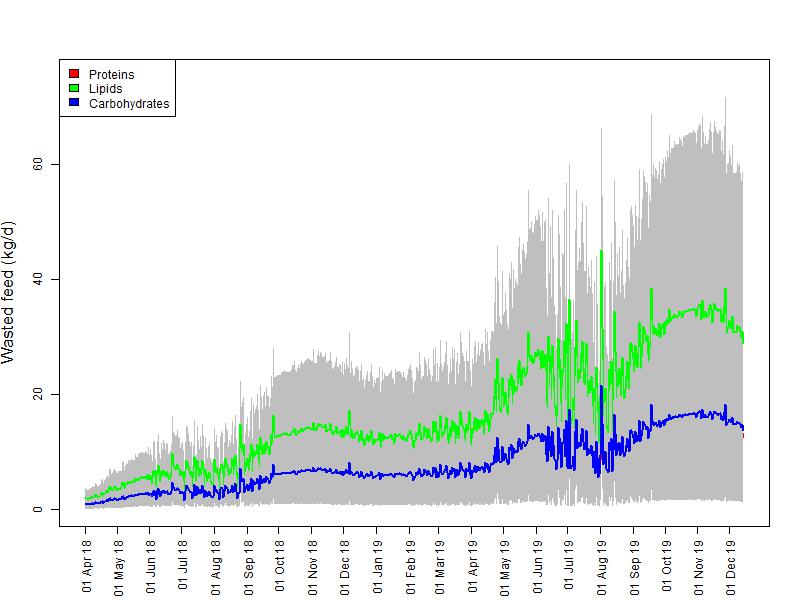 Proteins
Lipids
Carbohydrates
Wasted feed (kg/d)
60
40
20
0
01 Apr 18
01 May 18
01 Jun 18
01 Jul 18
01 Aug 18
01 Sep 18
01 Oct 18
01 Nov 18
01 Dec 18
01 Jan 19
01 Feb 19
01 Mar 19
01 Apr 19
01 May 19
01 Jun 19
01 Jul 19
01 Aug 19
01 Sep 19
01 Oct 19
01 Nov 19
01 Dec 19